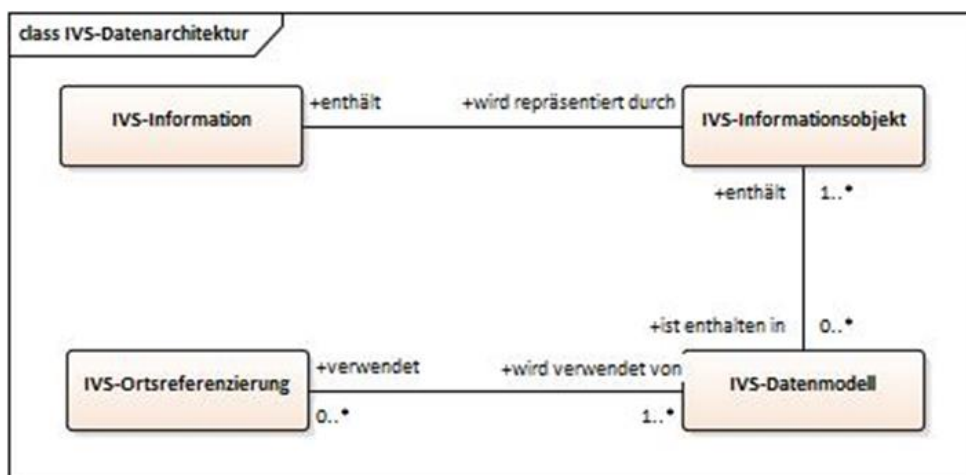 class IVS-Datenarchitektur
IVS-Information
+enthält
+wird repräsentiert durch
IVS-Informationsobjekt
+enthält
1..*
+ist enthalten in
0..*
IVS-Ortsreferenzierung
+verwendet
+wird verwendet von
IVS-Datenmodell
0..*
1..*